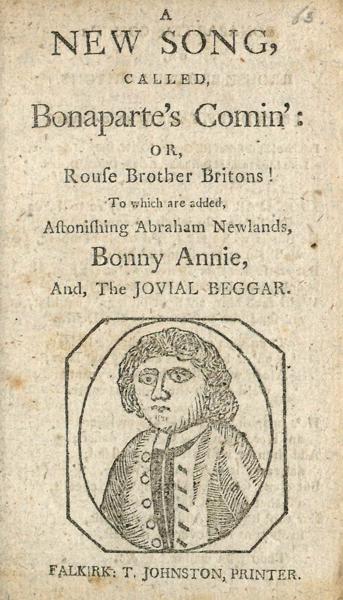 A
63.
NEW SONG,
CALLED,
Bonaparte's Comin':
OR,
Rouſe Brother Britons!
To which are added,
Aſtoniſhing Abraham Newlands,
Bonny Annie,
And, The JOVIAL BEGGAR.
FALKIRK: T. JOHNSTON, PRINTER.